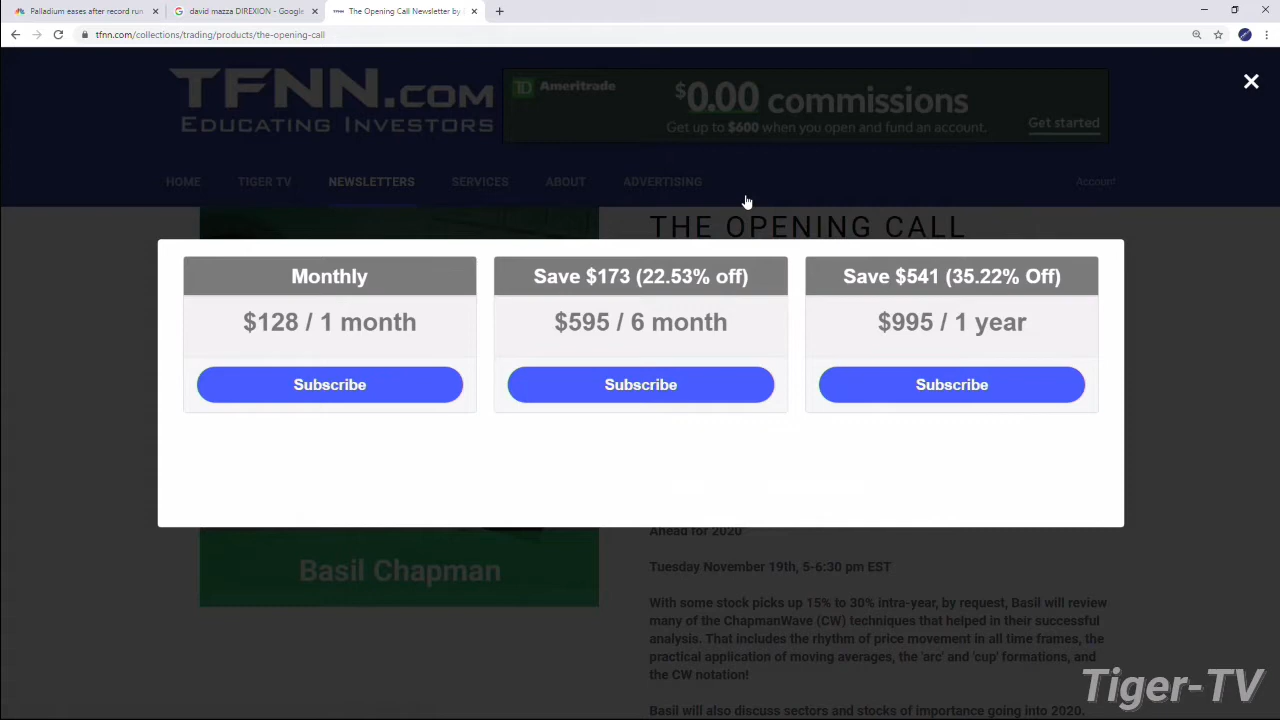 Palladium eases after record run
david mazza DIREXION - Google
The Opening Call Newsletter by
tfnn.com/collections/trading/products/the-opening-call
TFNN.com
Educating Investors
TD Ameritrade
$0.00 commissions
Get up to $600 when you open and fund an account.
Get started
HOME
TIGER TV
NEWSLETTERS
SERVICES
ABOUT
ADVERTISING
Account
THE OPENING CALL
Monthly
$128 / 1 month
Subscribe
Save $173 (22.53% off)
$595 / 6 month
Subscribe
Save $541 (35.22% Off)
$995 / 1 year
Subscribe
Basil Chapman
Ahead for 2020"
Tuesday November 19th, 5-6:30 pm EST
With some stock picks up 15% to 30% intra-year, by request, Basil will review
many of the ChapmanWave (CW) techniques that helped in their successful
analysis. That includes the rhythm of price movement in all time frames, the
practical application of moving averages, the 'arc' and 'cup' formations, and
the CW notation!
Basil will also discuss sectors and stocks of importance going into 2020.
Tiger-TV